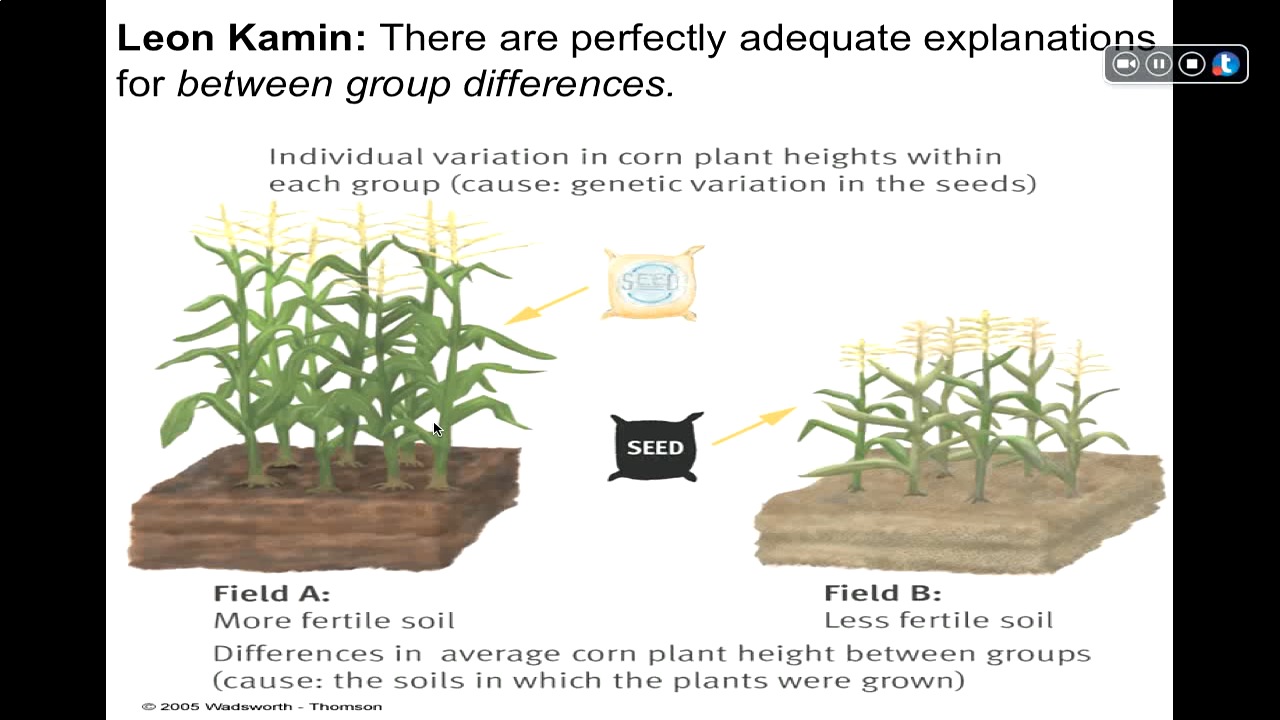 Leon Kamin: There are perfectly adequate explanations
for between group differences.
Individual variation in corn plant heights within
each group (cause: genetic variation in the seeds)
SEED
SEED
Field A:
More fertile soil
Field B:
Less fertile soil
Differences in average corn plant height between groups
(cause: the soils in which the plants were grown)
© 2005 Wadsworth - Thomson
t